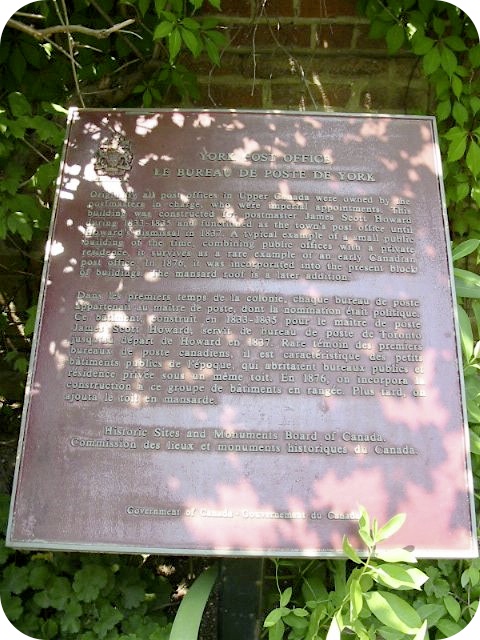 YORK POST OFFICE
LE BUREAU DE POSTE DE YORK
Originally all post offices in Upper Canada were owned by the
postmasters in charge, who were imperial appointments. This
building was constructed for postmaster James Scott Howard
during 1833-1835 and functioned as the town's post office until
Howard's dismissal in 1837. A typical example of a small public
building of the time, combining public offices with a private
residence, it survives as a rare example of an early Canadian
post office. In 1876, it was incorporated into the present block
of buildings. The mansard roof is a later addition.
Dans les premiers temps de la colonie, chaque bureau de poste
appartenait au maître de poste, dont la nomination était politique.
Ce bâtiment, construit en 1833-1835 pour le maître de poste
James Scott Howard, servit de bureau de poste de Toronto
jusqu'au départ de Howard en 1837. Rare témoin des premiers
bureaux de poste canadiens, il est caractéristique des petits
bâtiments publics de l'époque, qui abritaient bureaux publics et
résidence privée sous un même toit. En 1876, on incorpora la
construction à ce groupe de bâtiments en rangée. Plus tard, on
ajouta le toit en mansarde.
Historic Sites and Monuments Board of Canada.
Commission des lieux et monuments historiques du Canada.
Government of Canada - Gouvernement du Canada